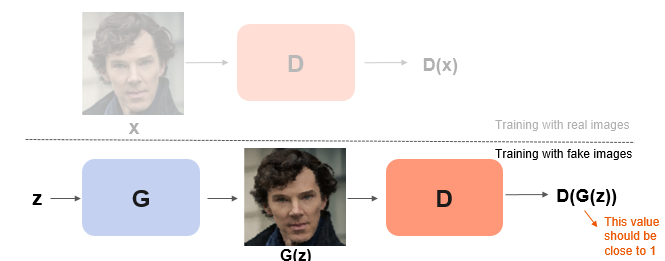 D
D(x)
x
Training with real images
Training with fake images
z
G
D
D(G(z))
G(z)
This value
should be
close to 1